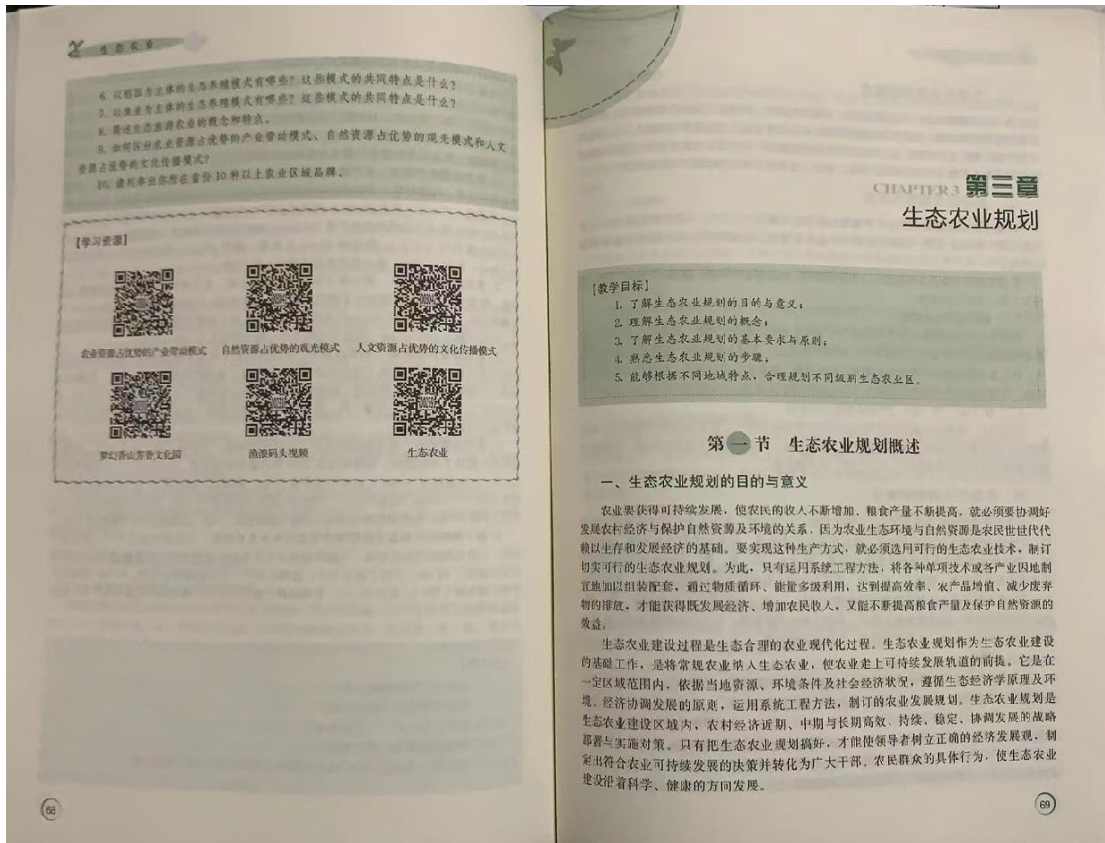 生态农业
6. 以稻田为主体的生态养殖模式有哪些？这些模式的共同特点是什么？
7. 以鱼业为主体的生态养殖模式有哪些？这些模式的共同特点是什么？
8. 简述生态旅游农业的概念和特点。
9. 如何区分农业资源占优势的产业带动模式、自然资源占优势的观光模式和人文
资源占优势的文化传播模式？
10. 请列举出你所在省份10种以上农业区域品牌。
【学习资源】
农业资源占优势的产业带动模式 自然资源占优势的观光模式 人文资源占优势的文化传播模式
梦幻香山芳香文化园 渔浪码头视频 生态农业
68
CHAPTER 3 第三章
生态农业规划
【教学目标】
1. 了解生态农业规划的目的与意义；
2. 理解生态农业规划的概念；
3. 了解生态农业规划的基本要求与原则；
4. 熟悉生态农业规划的步骤；
5. 能够根据不同地域特点，合理规划不同级别生态农业区。
第一节 生态农业规划概述
一、生态农业规划的目的与意义
农业要获得可持续发展，使农民的收入不断增加、粮食产量不断提高，就必须要协调好
发展农村经济与保护自然资源及环境的关系，因为农业生态环境与自然资源是农民世世代代
赖以生存和发展经济的基础。要实现这种生产方式，就必须选用可行的生态农业技术，制订
切实可行的生态农业规划。为此，只有运用系统工程方法，将各种单项技术或各产业因地制
宜地加以组装配套，通过物质循环、能量多级利用，达到提高效率、农产品增值、减少废弃
物的排放，才能获得既发展经济、增加农民收入，又能不断提高粮食产量及保护自然资源的
效益。
生态农业建设过程是生态合理的农业现代化过程。生态农业规划作为生态农业建设
的基础工作，是将常规农业纳入生态农业，使农业走上可持续发展轨道的前提。它是在
一定区域范围内，依据当地资源、环境条件及社会经济状况，遵循生态经济学原理及环
境、经济协调发展的原则，运用系统工程方法，制订的农业发展规划。生态农业规划是
生态农业建设区域内，农村经济近期、中期与长期高效、持续、稳定、协调发展的战略
部署与实施对策。只有把生态农业规划搞好，才能使领导者树立正确的经济发展观，制
定出符合农业可持续发展的决策并转化为广大干部、农民群众的具体行为，使生态农业
建设沿着科学、健康的方向发展。
69